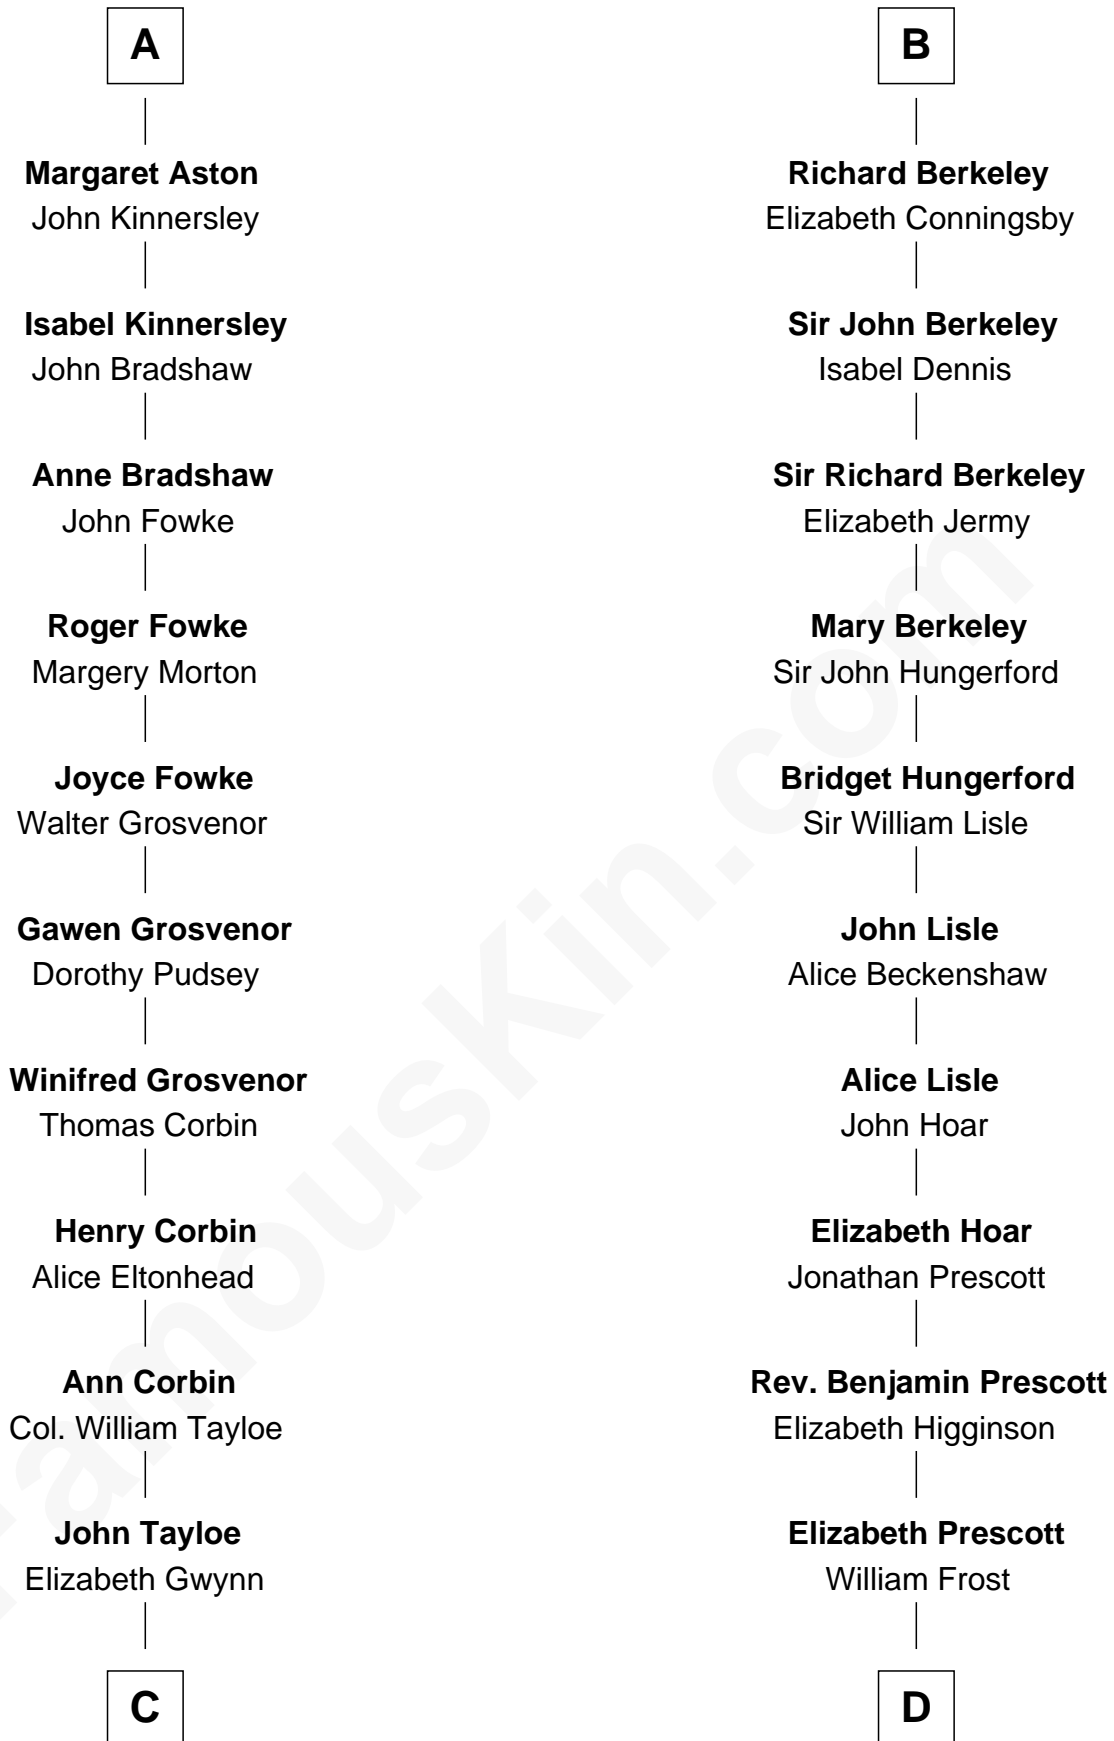 A
Margaret Aston
John Kinnersley
Isabel Kinnersley
John Bradshaw
Anne Bradshaw
John Fowke
Roger Fowke
Margery Morton
Joyce Fowke
Walter Grosvenor
Gawen Grosvenor
Dorothy Pudsey
Winifred Grosvenor
Thomas Corbin
Henry Corbin
Alice Eltonhead
Ann Corbin
Col. William Tayloe
John Tayloe
Elizabeth Gwynn
C
B
Richard Berkeley
Elizabeth Conningsby
Sir John Berkeley
Isabel Dennis
Sir Richard Berkeley
Elizabeth Jermy
Mary Berkeley
Sir John Hungerford
Bridget Hungerford
Sir William Lisle
John Lisle
Alice Beckenshaw
Alice Lisle
John Hoar
Elizabeth Hoar
Jonathan Prescott
Rev. Benjamin Prescott
Elizabeth Higginson
Elizabeth Prescott
William Frost
D
FamousKin.com